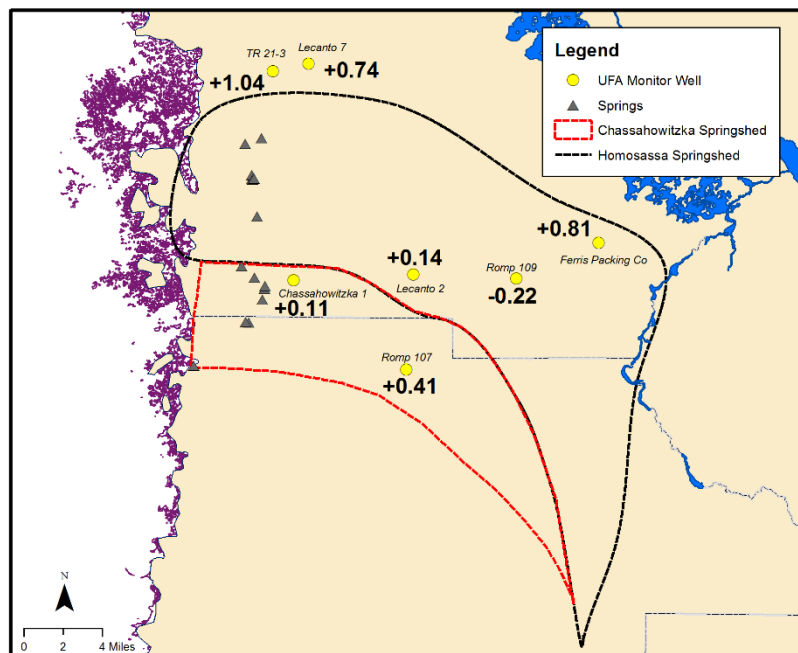 TR 21-3
Lecanto 7
+1.04
+0.74
Legend
UFA Monitor Well
Springs
Chassahowitzka Springshed
Homosassa Springshed
+0.81
Ferris Packing Co
+0.14
Lecanto 2
Romp 109
-0.22
Chassahowitzka 1
+0.11
Romp 107
+0.41
N
0 2 4 Miles